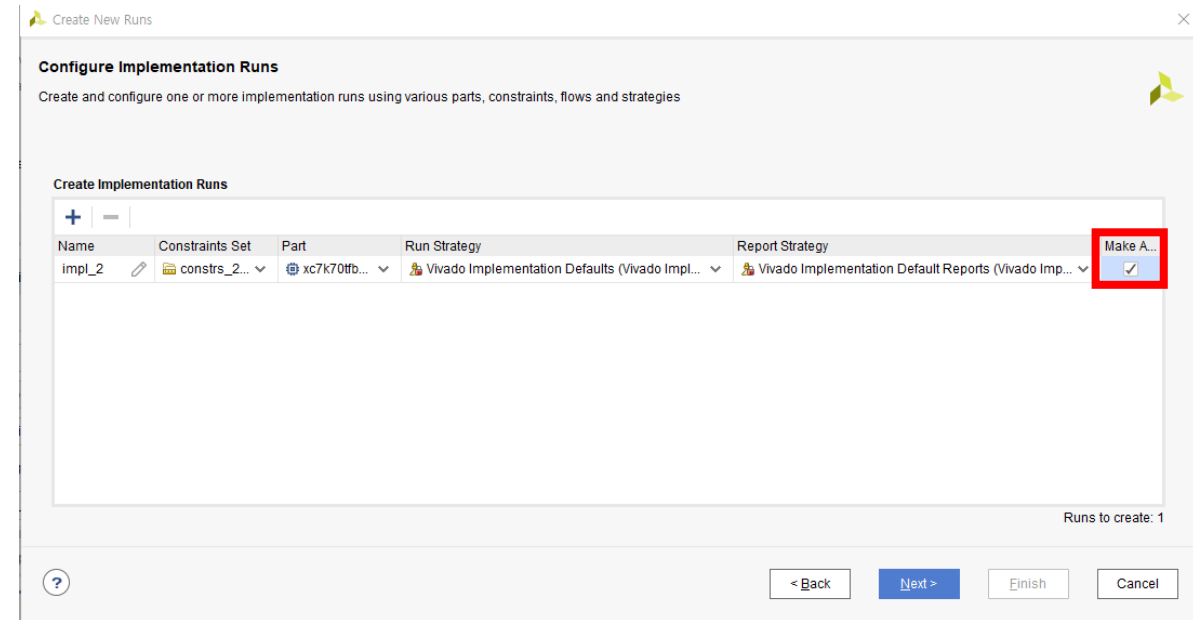 Create New Runs
Configure Implementation Runs
Create and configure one or more implementation runs using various parts, constraints, flows and strategies
Create Implementation Runs
Name Constraints Set Part Run Strategy Report Strategy Make A...
impl_2 constrs_2... xc7k70tfb... Vivado Implementation Defaults (Vivado Impl... Vivado Implementation Default Reports (Vivado Imp...
Runs to create: 1
? < Back Next > Finish Cancel